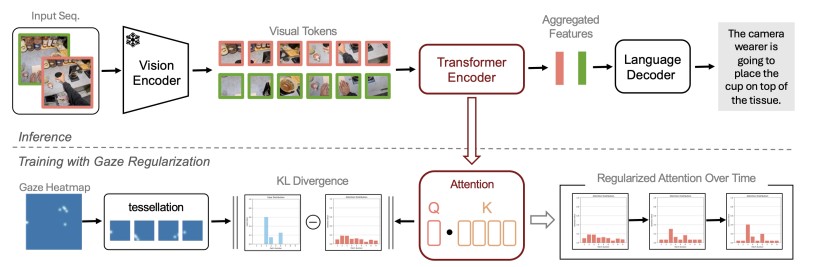 Input Seq.
Vision
Encoder
Visual Tokens
Transformer
Encoder
Aggregated
Features
Language
Decoder
The camera
wearer is
going to
place the
cup on top of
the tissue.
Inference
Training with Gaze Regularization
Gaze Heatmap
tessellation
KL Divergence
Attention
Q
K
Regularized Attention Over Time